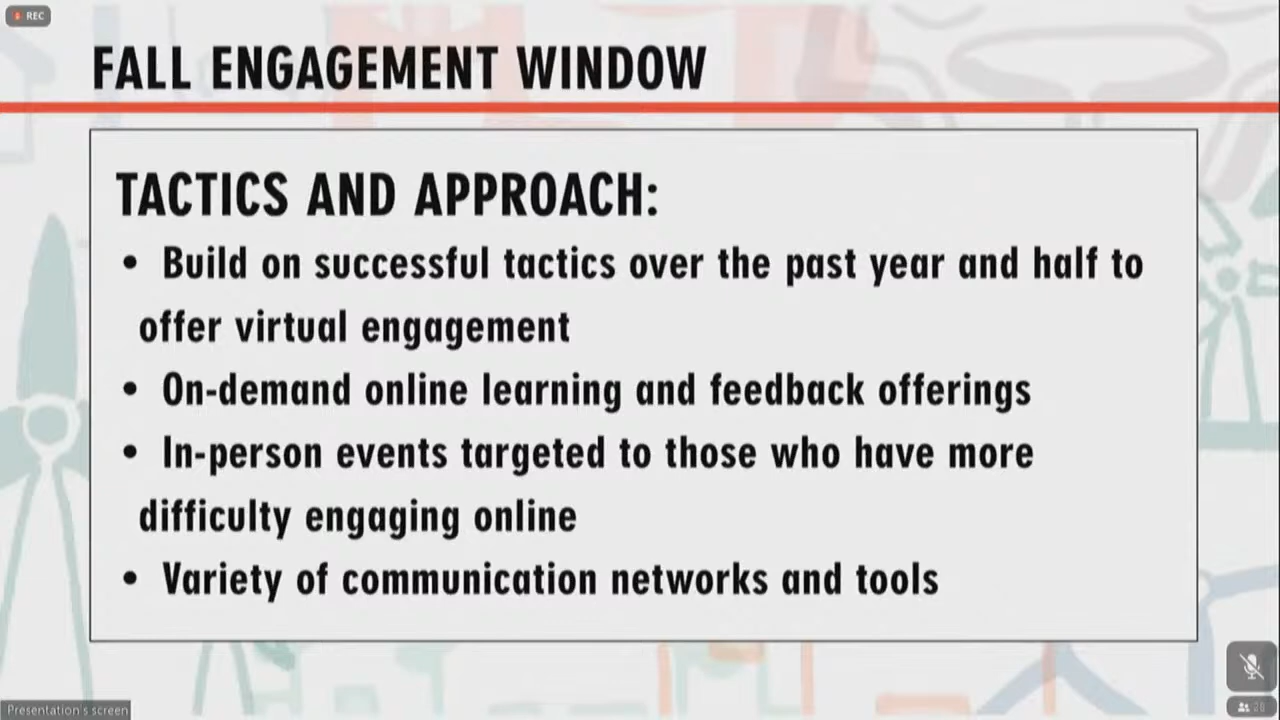 REC
FALL ENGAGEMENT WINDOW
TACTICS AND APPROACH:
• Build on successful tactics over the past year and half to
offer virtual engagement
• On-demand online learning and feedback offerings
• In-person events targeted to those who have more
difficulty engaging online
• Variety of communication networks and tools
Presentation's screen